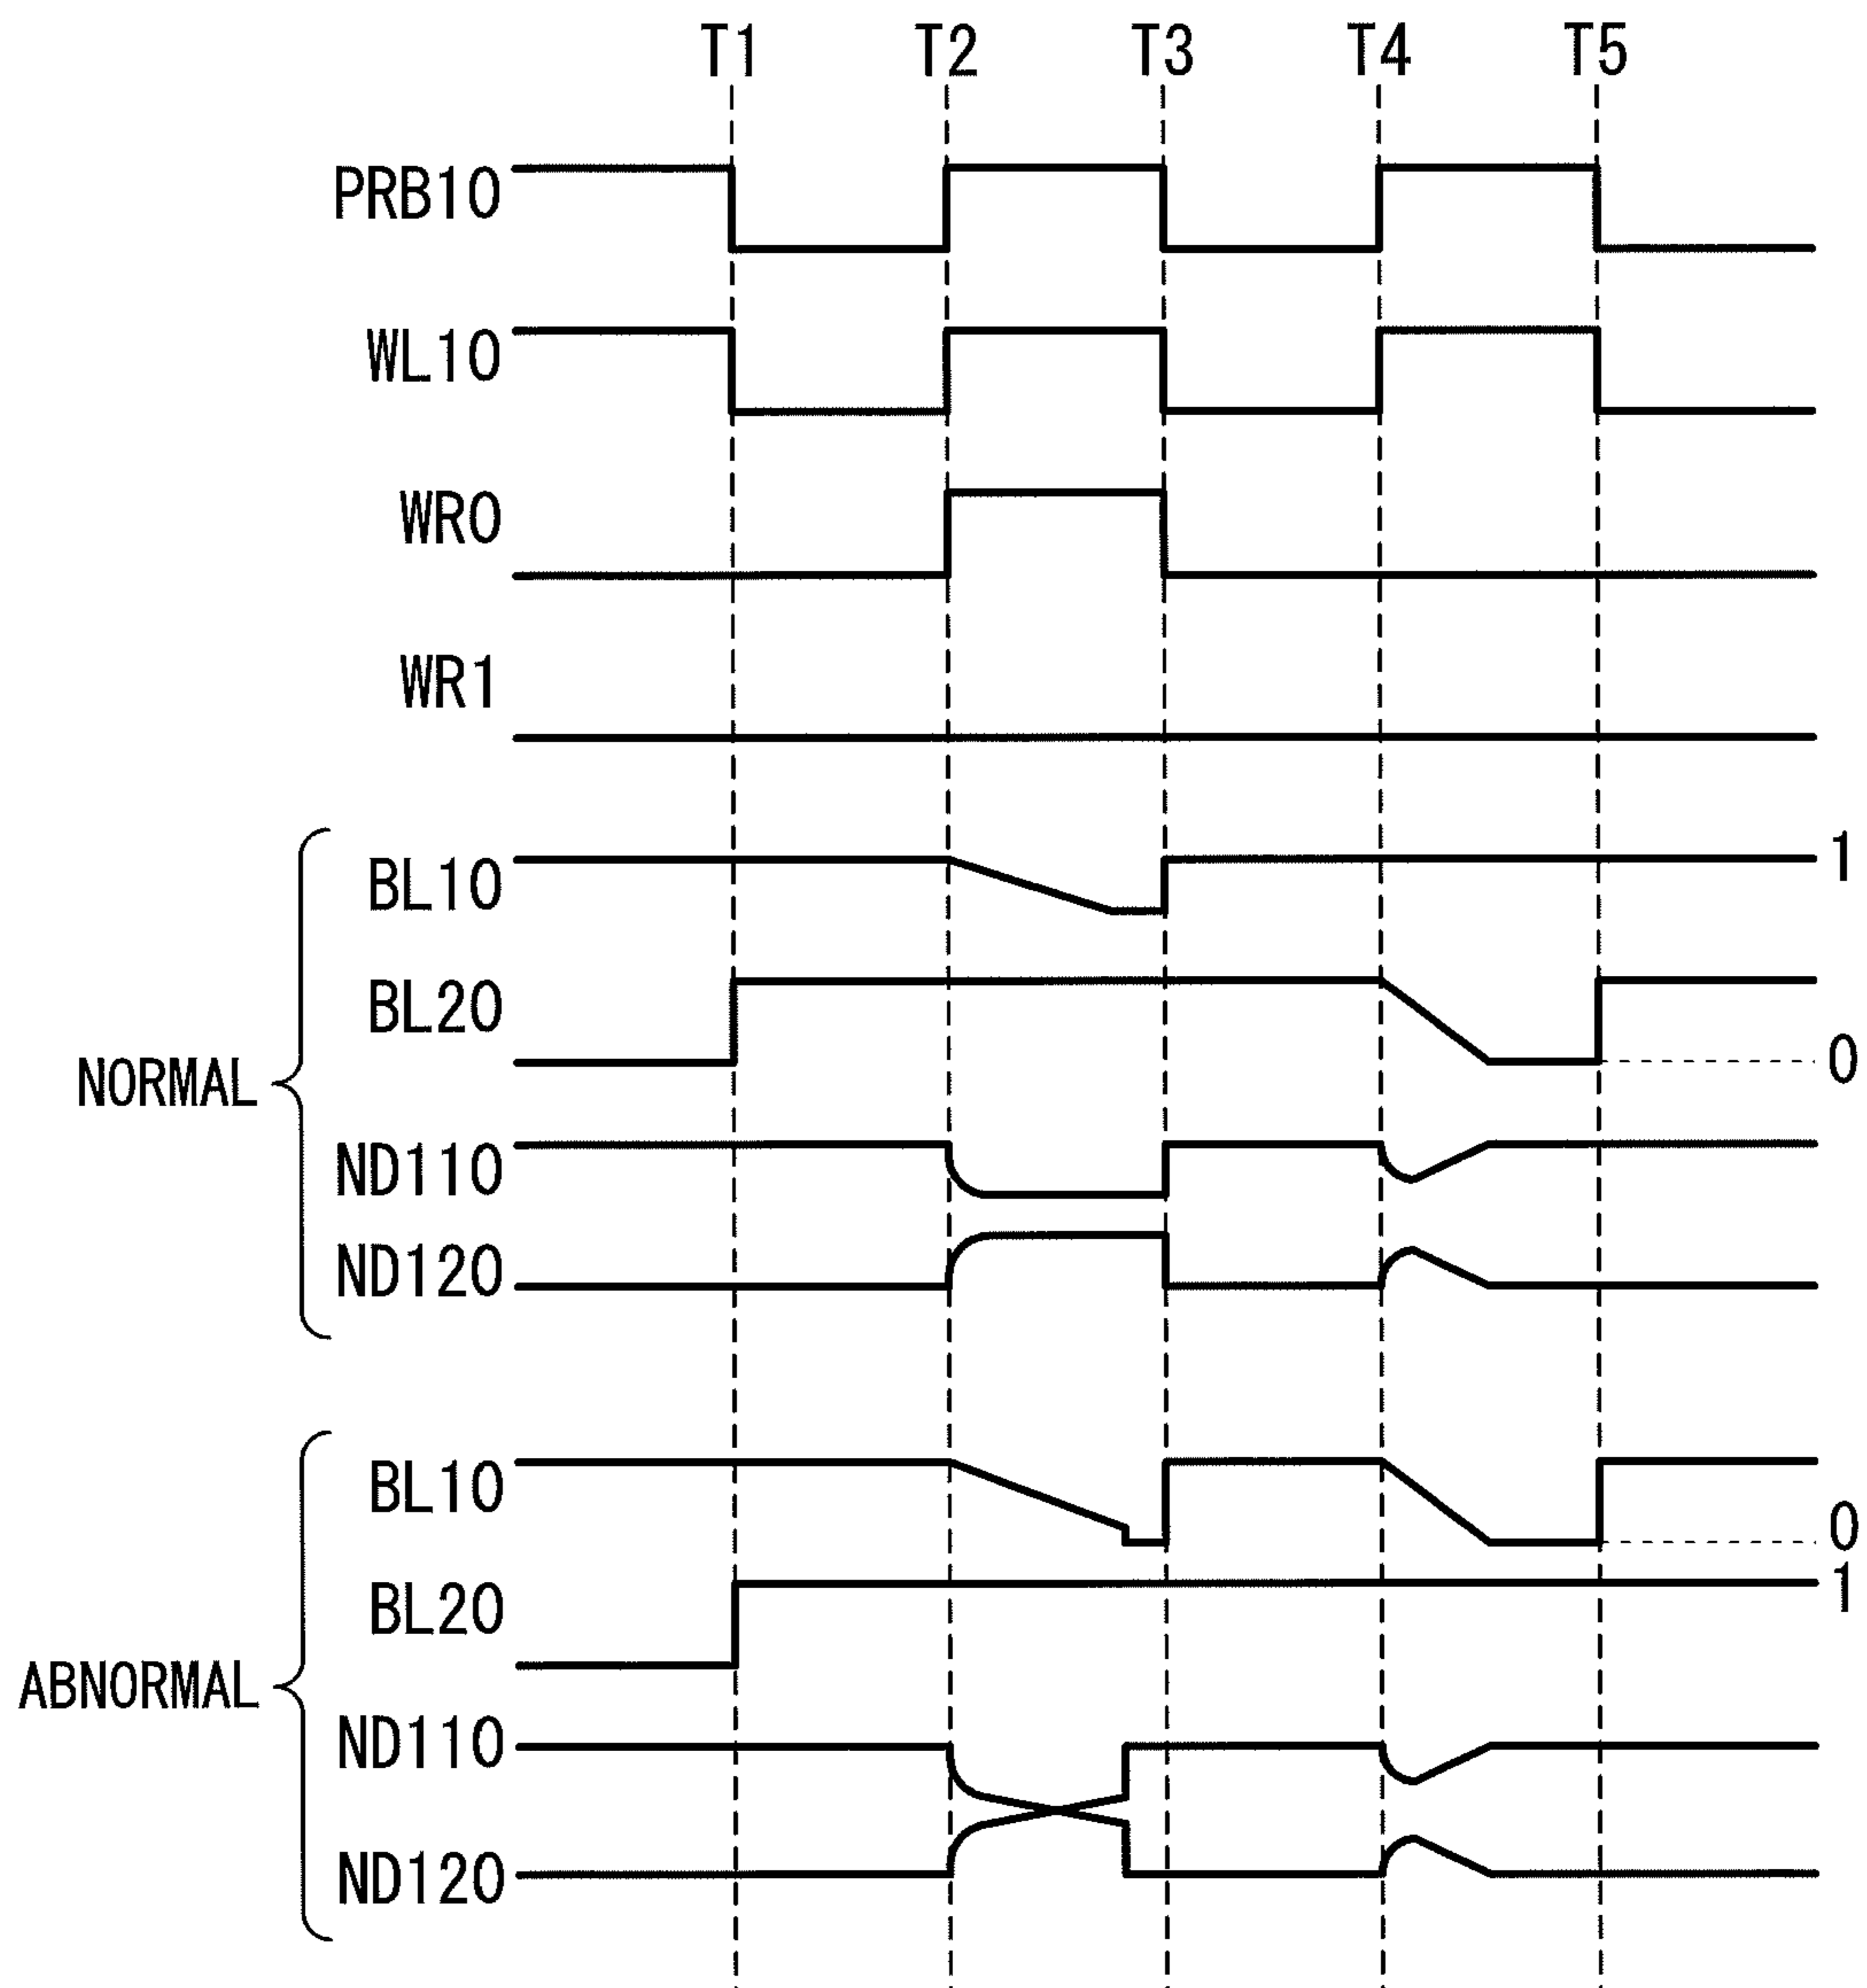 T1 T2 T3 T4 T5
PRB10
WL10
WR0
WR1
NORMAL
BL10 1
BL20 0
ND110
ND120
ABNORMAL
BL10 0
BL20 1
ND110
ND120